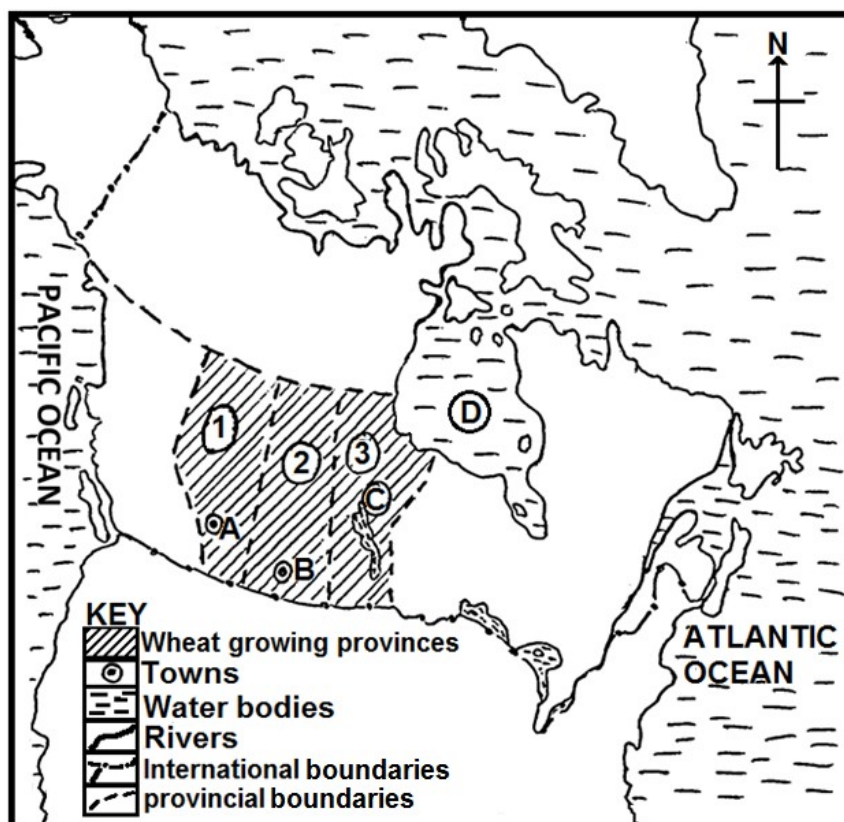 N
PACIFIC OCEAN
1
2
3
D
C
A
B
KEY
Wheat growing provinces
Towns
Water bodies
Rivers
International boundaries
provincial boundaries
ATLANTIC
OCEAN